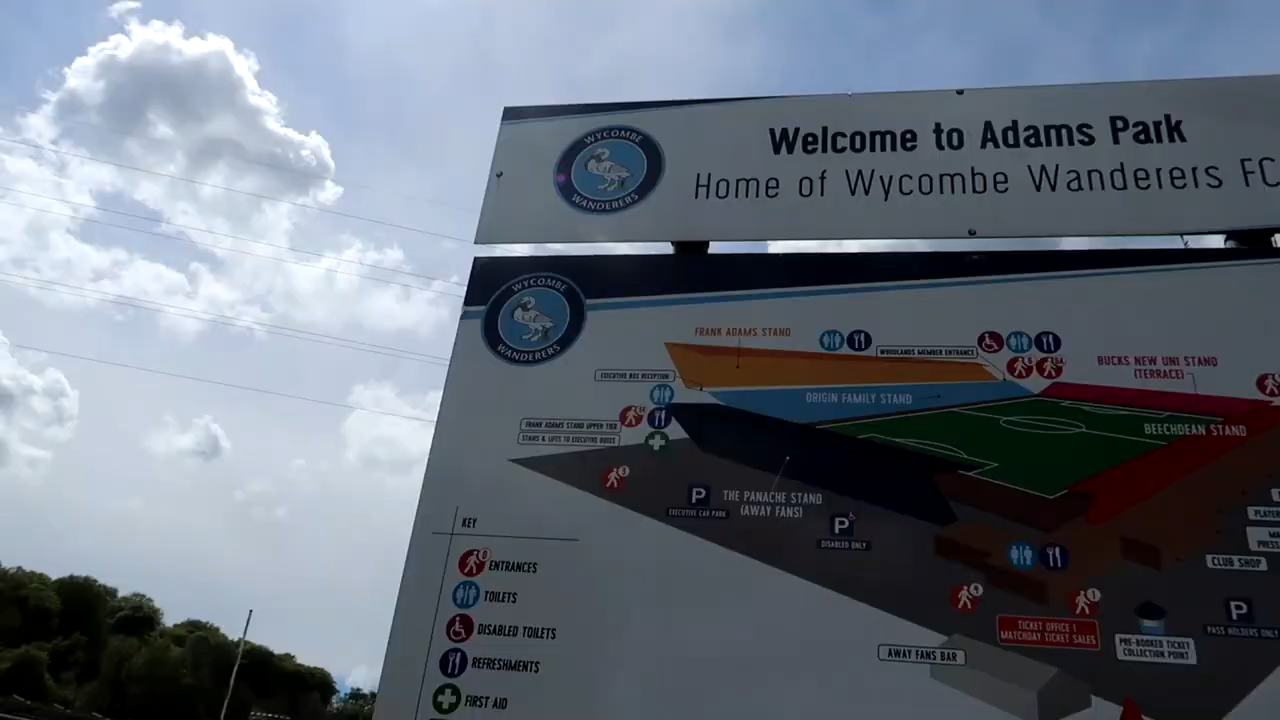 WYCOMBE
WANDERERS
Welcome to Adams Park
Home of Wycombe Wanderers FC
WYCOMBE
WANDERERS
FRANK ADAMS STAND
WOODLANDS MEMBER ENTRANCE
BUCKS NEW UNI STAND
(TERRACE)
EXECUTIVE BOX RECEPTION
ORIGIN FAMILY STAND
BEECHDEAN STAND
FRANK ADAMS STAND UPPER TIER
STAIRS & LIFTS TO EXECUTIVE BOXES
P
EXECUTIVE CAR PARK
THE PANACHE STAND
(AWAY FANS)
P
DISABLED ONLY
CLUB SHOP
P
PASS HOLDERS ONLY
TICKET OFFICE 1
MATCHDAY TICKET SALES
PRE-BOOKED TICKET
COLLECTION POINT
AWAY FANS BAR
KEY
ENTRANCES
TOILETS
DISABLED TOILETS
REFRESHMENTS
FIRST AID